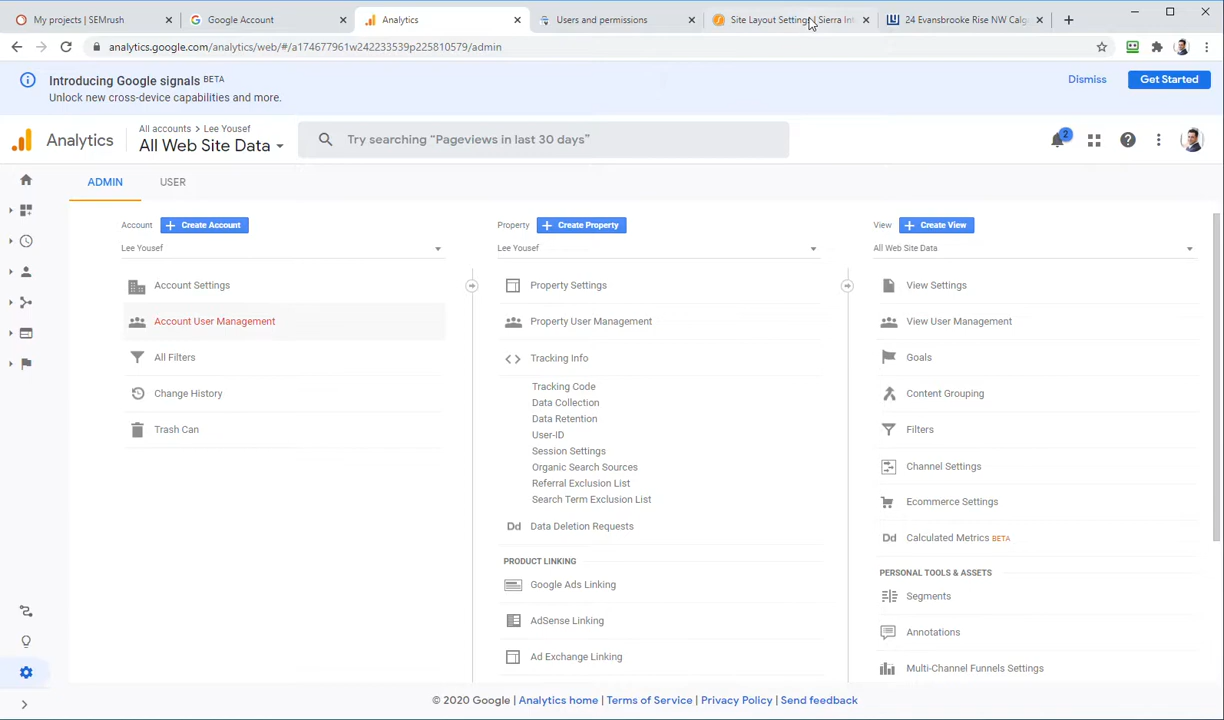 My projects | SEMrush
Google Account
Analytics
Users and permissions
Site Layout Settings | Sierra Int
24 Evansbrooke Rise NW Calg
analytics.google.com/analytics/web/#/a174677961w242233539p225810579/admin
Introducing Google signals BETA
Unlock new cross-device capabilities and more.
Dismiss
Get Started
Analytics
All accounts > Lee Yousef
All Web Site Data
Try searching “Pageviews in last 30 days”
2
ADMIN
USER
Account
Create Account
Lee Yousef
Account Settings
Account User Management
All Filters
Change History
Trash Can
Property
Create Property
Lee Yousef
Property Settings
Property User Management
Tracking Info
Tracking Code
Data Collection
Data Retention
User-ID
Session Settings
Organic Search Sources
Referral Exclusion List
Search Term Exclusion List
Dd Data Deletion Requests
PRODUCT LINKING
Google Ads Linking
AdSense Linking
Ad Exchange Linking
View
Create View
All Web Site Data
View Settings
View User Management
Goals
Content Grouping
Filters
Channel Settings
Ecommerce Settings
Dd Calculated Metrics BETA
PERSONAL TOOLS & ASSETS
Segments
Annotations
Multi-Channel Funnels Settings
© 2020 Google | Analytics home | Terms of Service | Privacy Policy | Send feedback